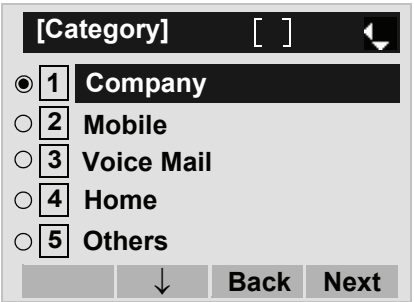 [Category] [ ]
1 Company
2 Mobile
3 Voice Mail
4 Home
5 Others
↓ Back Next